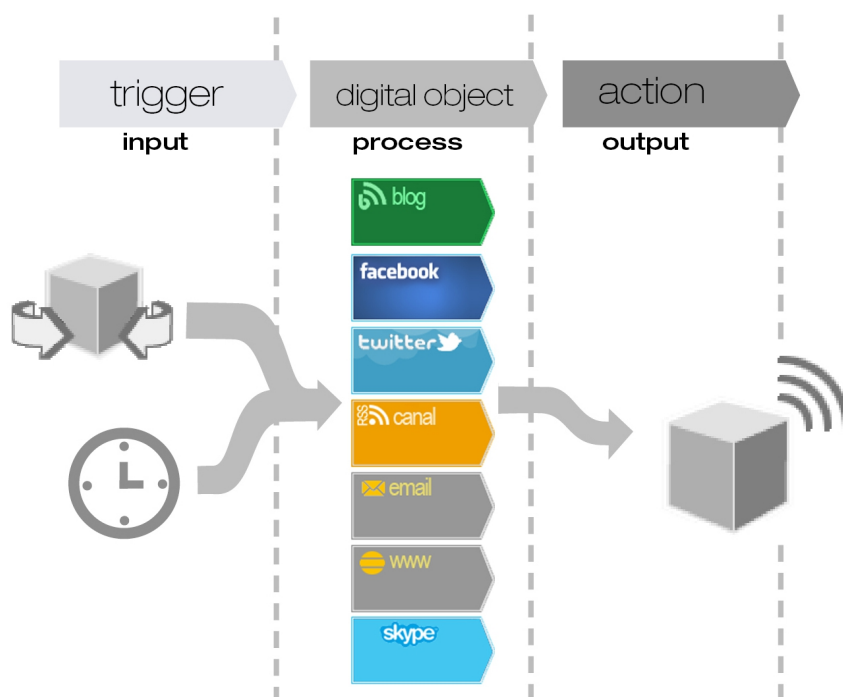 trigger
digital object
action
input
process
output
blog
facebook
twitter
RSS canal
email
www
skype